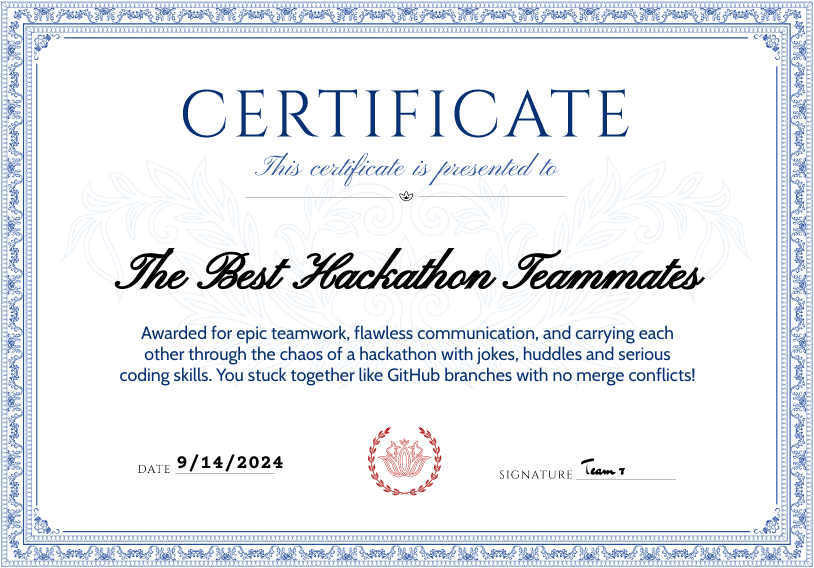 CERTIFICATE
This certificate is presented to
The Best Hackathon Teammates
Awarded for epic teamwork, flawless communication, and carrying each
other through the chaos of a hackathon with jokes, huddles and serious
coding skills. You stuck together like GitHub branches with no merge conflicts!
DATE 9/14/2024
SIGNATURE Team